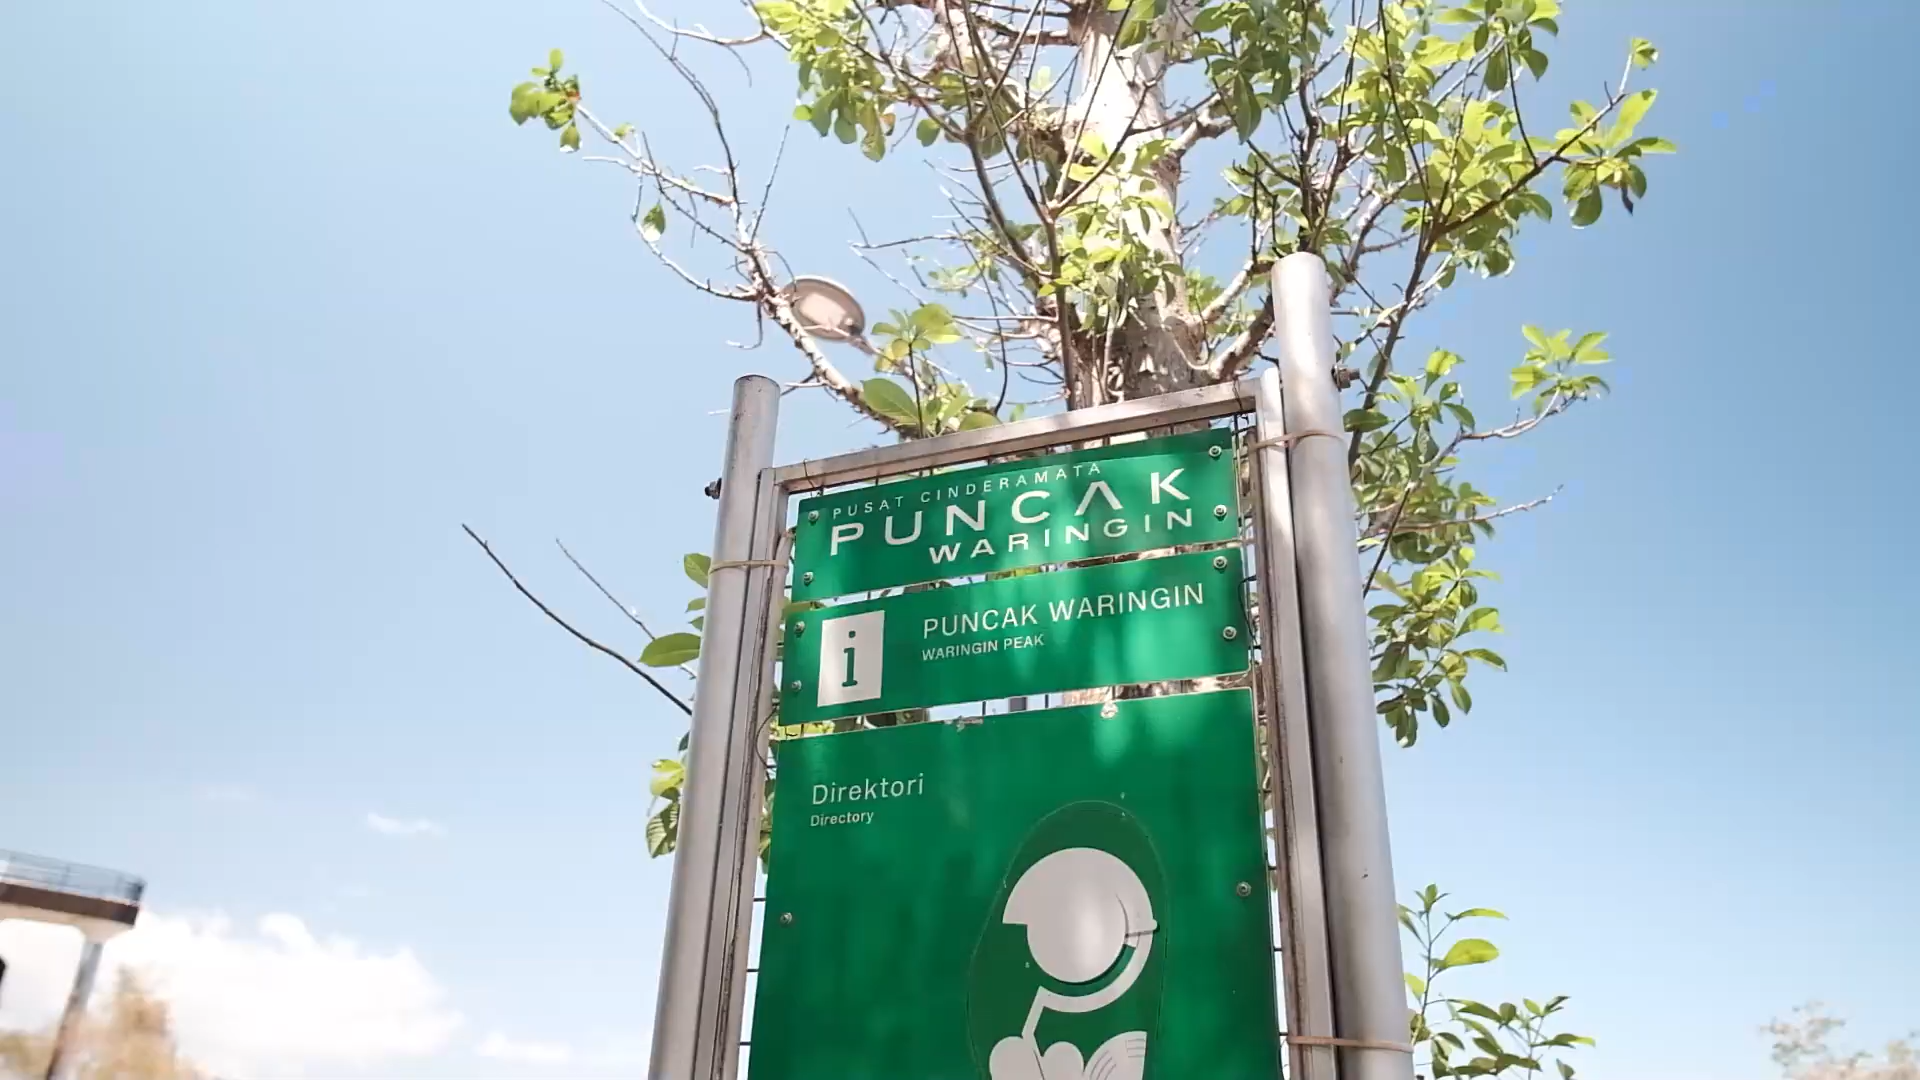 PUSAT CINDERAMATA
PUNCAK
WARINGIN
i
PUNCAK WARINGIN
WARINGIN PEAK
Direktori
Directory